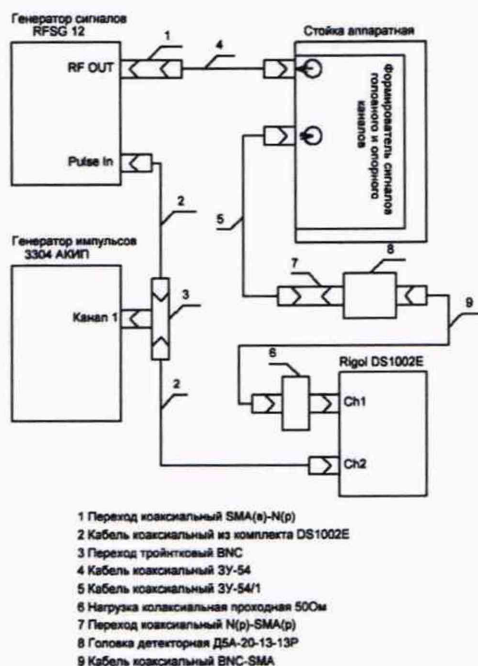 Генератор сигналов
RFSG 12
RF OUT
Pulse In
1
4
Стойка аппаратная
Формирователь сигналов
головного и опорного
каналов
2
5
Генератор импульсов
3304 АКИП
Канал 1
3
7
8
9
2
6
Rigol DS1002E
Ch1
Ch2
1 Переход коаксиальный SMA(в)-N(р)
2 Кабель коаксиальный из комплекта DS1002E
3 Переход тройнтковый BNC
4 Кабель коаксиальный ЗУ-54
5 Кабель коаксиальный ЗУ-54/1
6 Нагрузка колаксиальная проходная 50Ом
7 Переход коаксиальный N(р)-SMA(р)
8 Головка детекторная Д5А-20-13-13Р
9 Кабель коаксиальный BNC-SMA